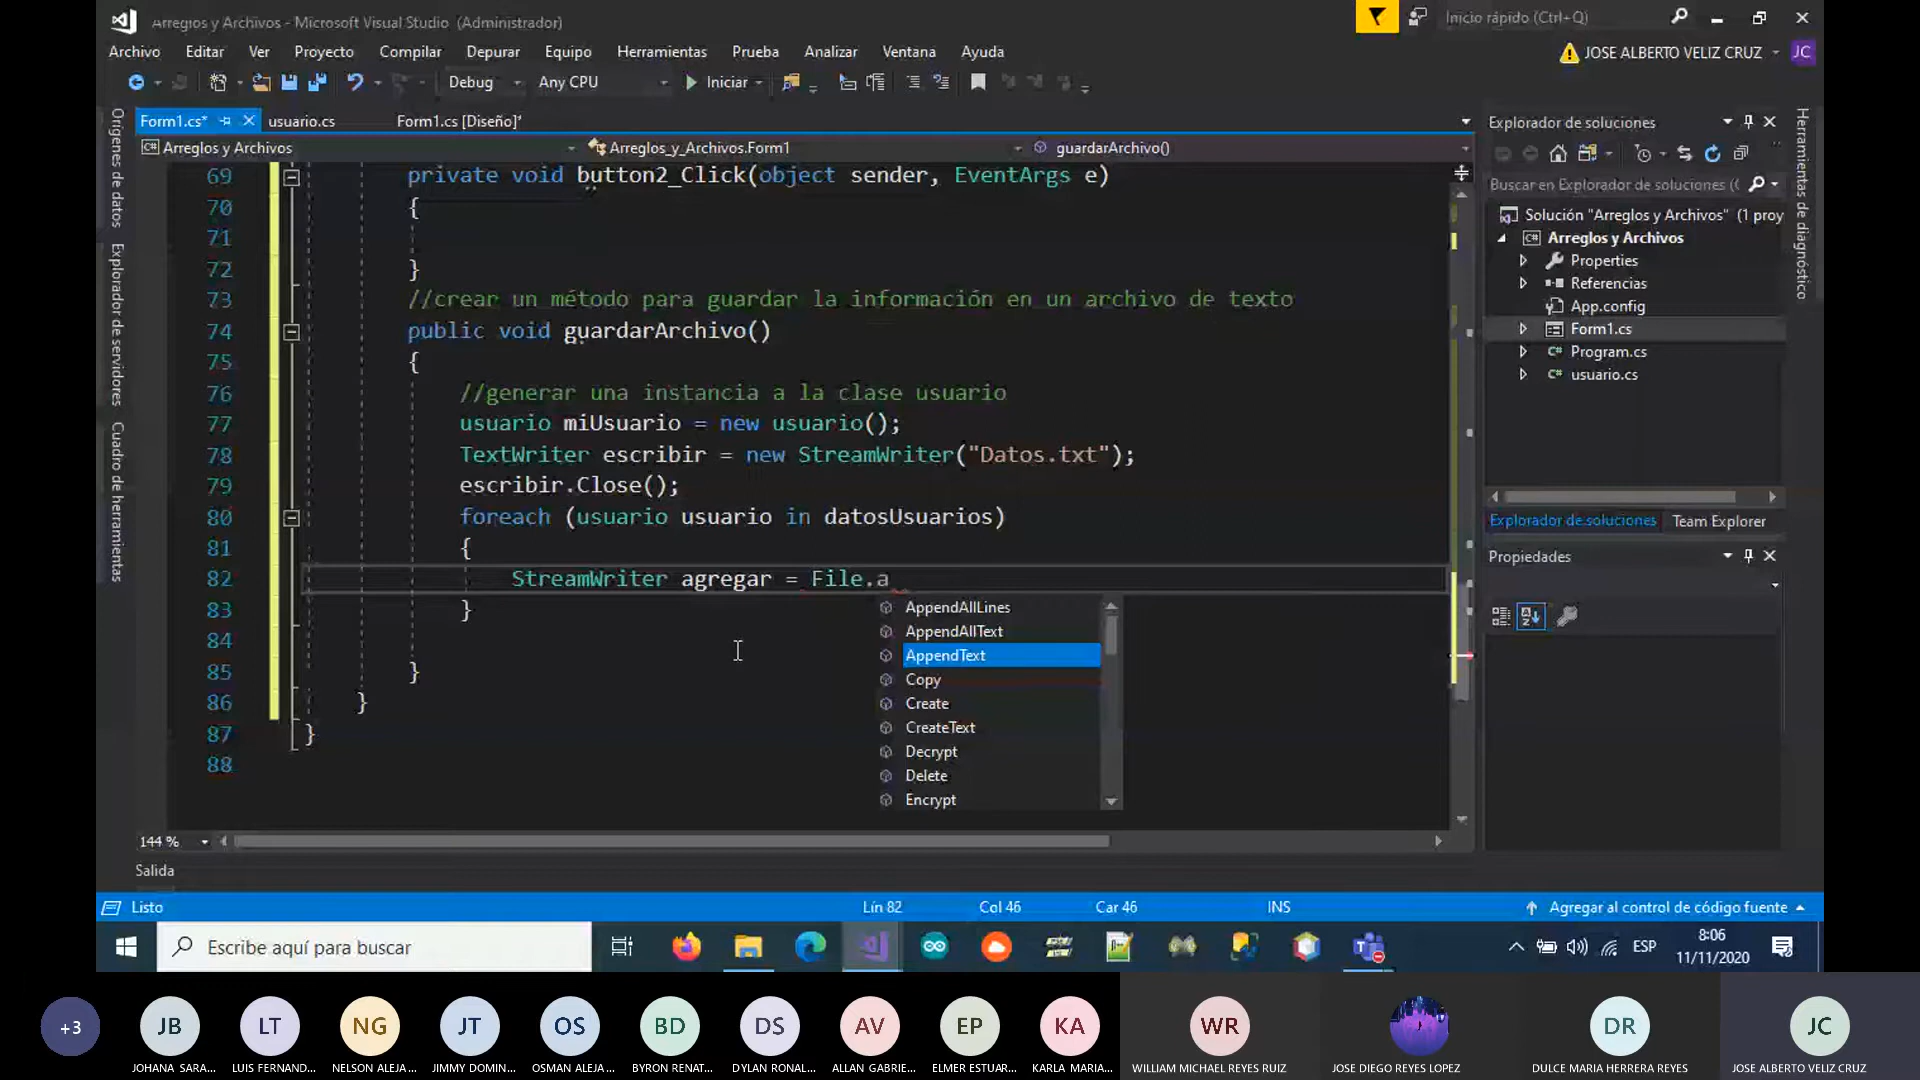 Arreglos y Archivos - Microsoft Visual Studio (Administrador)
Inicio rápido (Ctrl+Q)
Archivo Editar Ver Proyecto Compilar Depurar Equipo Herramientas Prueba Analizar Ventana Ayuda
JOSE ALBERTO VELIZ CRUZ JC
Debug Any CPU Iniciar
Form1.cs* usuario.cs Form1.cs [Diseño]*
Arreglos y Archivos Arreglos_y_Archivos.Form1 guardarArchivo()
Orígenes de datos
Explorador de servidores
Cuadro de herramientas
69 private void button2_Click(object sender, EventArgs e)
70 {
71
72 }
73 //crear un método para guardar la información en un archivo de texto
74 public void guardarArchivo()
75 {
76 //generar una instancia a la clase usuario
77 usuario miUsuario = new usuario();
78 TextWriter escribir = new StreamWriter("Datos.txt");
79 escribir.Close();
80 foreach (usuario usuario in datosUsuarios)
81 {
82 StreamWriter agregar = File.a
83 }
84
85 }
86 }
87 }
88
AppendAllLines
AppendAllText
AppendText
Copy
Create
CreateText
Decrypt
Delete
Encrypt
144 %
Salida
Explorador de soluciones
Buscar en Explorador de soluciones (
Solución "Arreglos y Archivos" (1 proy
Arreglos y Archivos
Properties
Referencias
App.config
Form1.cs
Program.cs
usuario.cs
Explorador de soluciones Team Explorer
Propiedades
Herramientas de diagnóstico
Listo Lín 82 Col 46 Car 46 INS Agregar al control de código fuente
Escribe aquí para buscar
ESP
8:06
11/11/2020
+3 JB LT NG JT OS BD DS AV EP KA WR DR JC
JOHANA SARA... LUIS FERNAND... NELSON ALEJA... JIMMY DOMIN... OSMAN ALEJA... BYRON RENAT... DYLAN RONAL... ALLAN GABRIE... ELMER ESTUAR... KARLA MARIA... WILLIAM MICHAEL REYES RUIZ JOSE DIEGO REYES LOPEZ DULCE MARIA HERRERA REYES JOSE ALBERTO VELIZ CRUZ